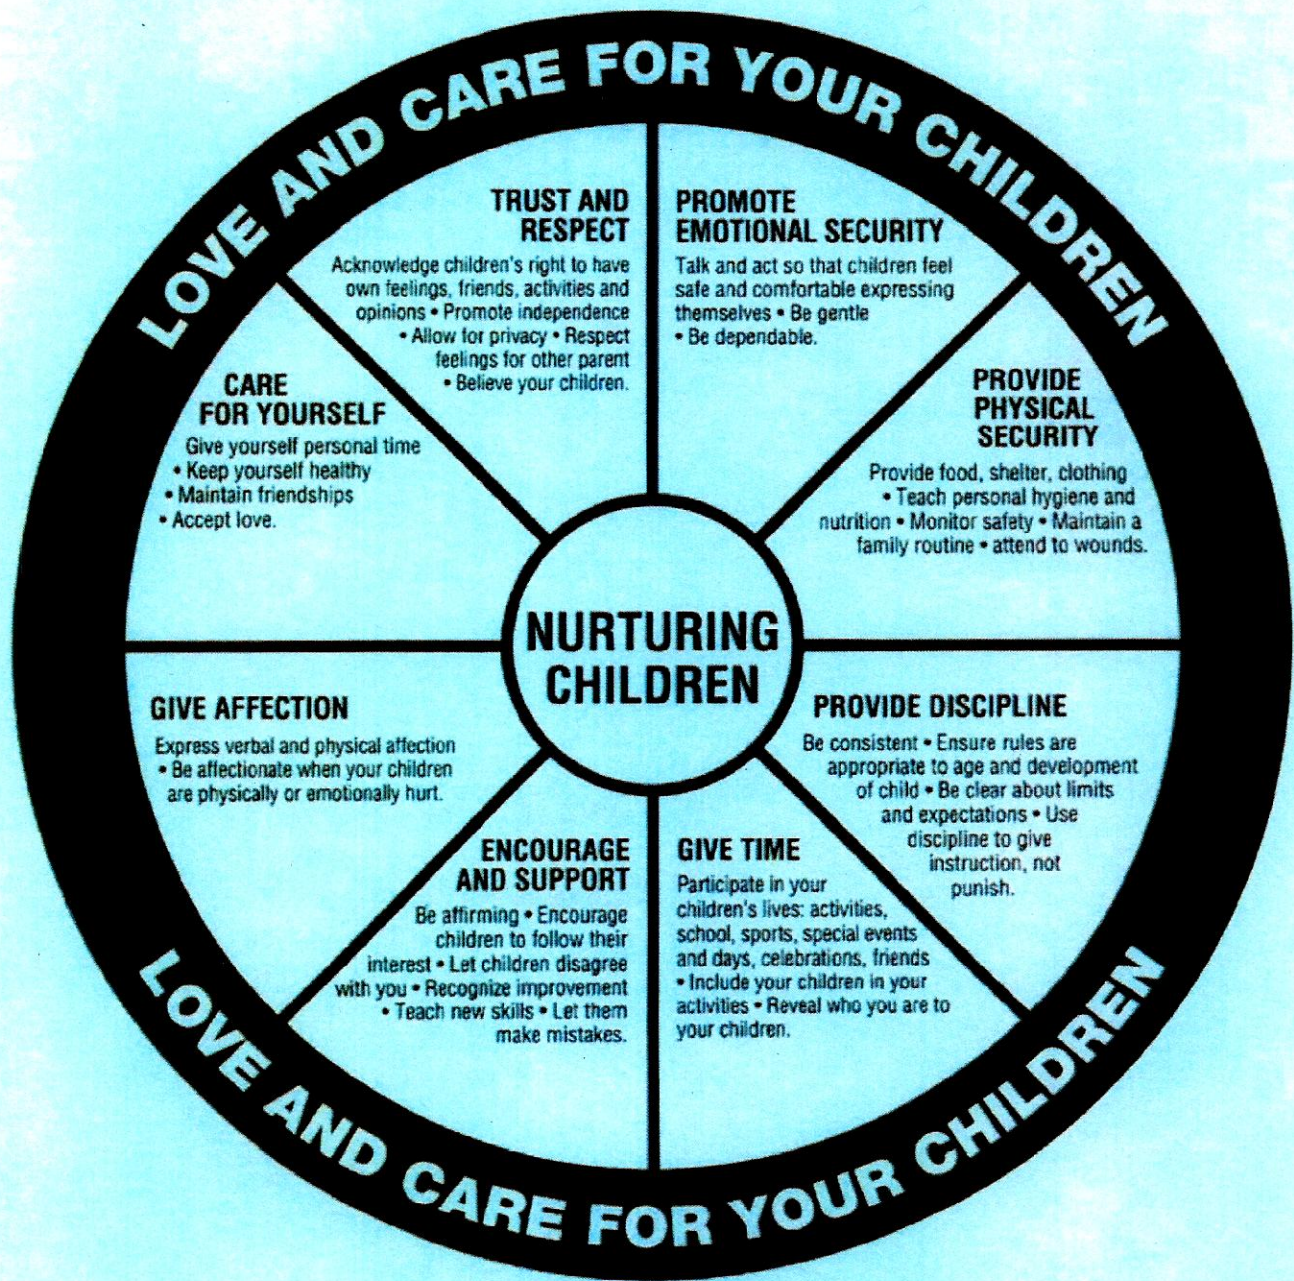 LOVE AND CARE FOR YOUR CHILDREN
TRUST AND
RESPECT
Acknowledge children's right to have
own feelings, friends, activities and
opinions • Promote independence
• Allow for privacy • Respect
feelings for other parent
• Believe your children.
PROMOTE
EMOTIONAL SECURITY
Talk and act so that children feel
safe and comfortable expressing
themselves • Be gentle
• Be dependable.
CARE
FOR YOURSELF
Give yourself personal time
• Keep yourself healthy
• Maintain friendships
• Accept love.
PROVIDE
PHYSICAL
SECURITY
Provide food, shelter, clothing
• Teach personal hygiene and
nutrition • Monitor safety • Maintain a
family routine • attend to wounds.
NURTURING
CHILDREN
GIVE AFFECTION
Express verbal and physical affection
• Be affectionate when your children
are physically or emotionally hurt.
PROVIDE DISCIPLINE
Be consistent • Ensure rules are
appropriate to age and development
of child • Be clear about limits
and expectations • Use
discipline to give
instruction, not
punish.
ENCOURAGE
AND SUPPORT
Be affirming • Encourage
children to follow their
interest • Let children disagree
with you • Recognize improvement
• Teach new skills • Let them
make mistakes.
GIVE TIME
Participate in your
children's lives: activities,
school, sports, special events
and days, celebrations, friends
• Include your children in your
activities • Reveal who you are to
your children.
LOVE AND CARE FOR YOUR CHILDREN